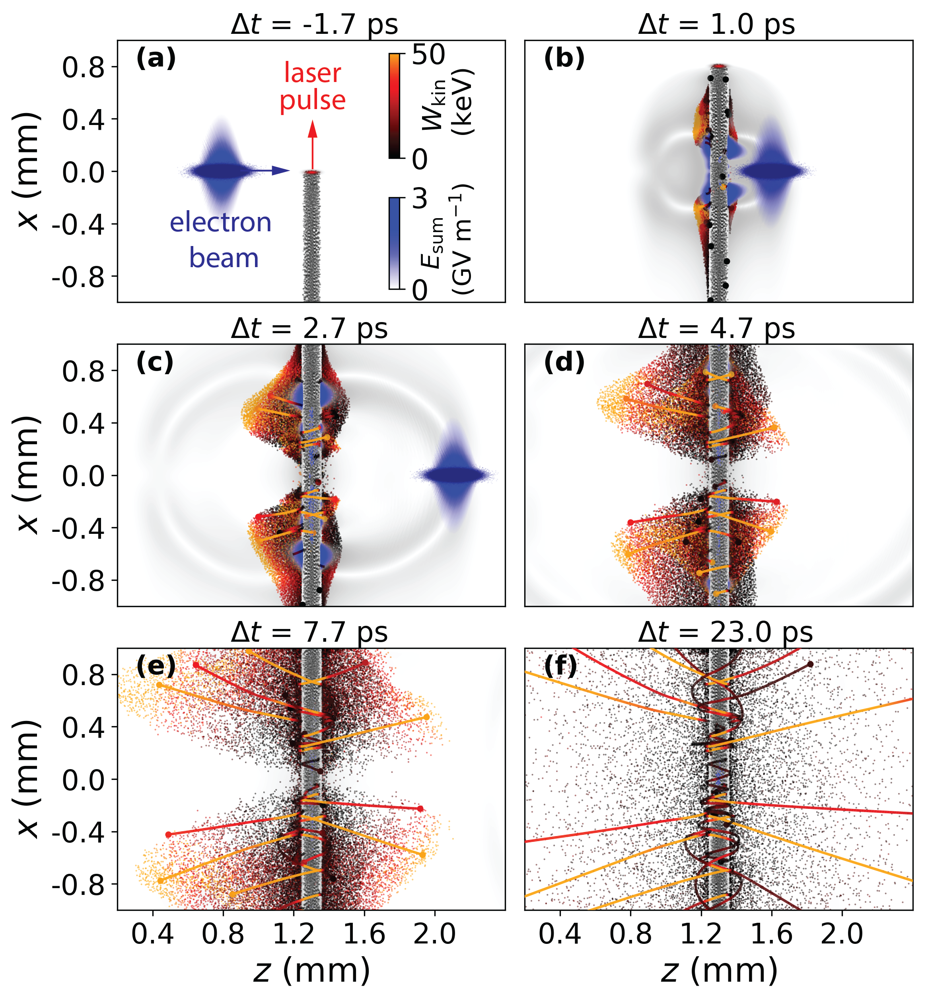 Δt = -1.7 ps
Δt = 1.0 ps
(a)
laser
pulse
electron
beam
50
0
W_kin
(keV)
3
0
E_sum
(GV m⁻¹)
0.8
0.4
0.0
-0.4
-0.8
x (mm)
(b)
Δt = 2.7 ps
Δt = 4.7 ps
(c)
0.8
0.4
0.0
-0.4
-0.8
x (mm)
(d)
Δt = 7.7 ps
Δt = 23.0 ps
(e)
0.8
0.4
0.0
-0.4
-0.8
x (mm)
(f)
0.4 0.8 1.2 1.6 2.0
0.4 0.8 1.2 1.6 2.0
z (mm)
z (mm)